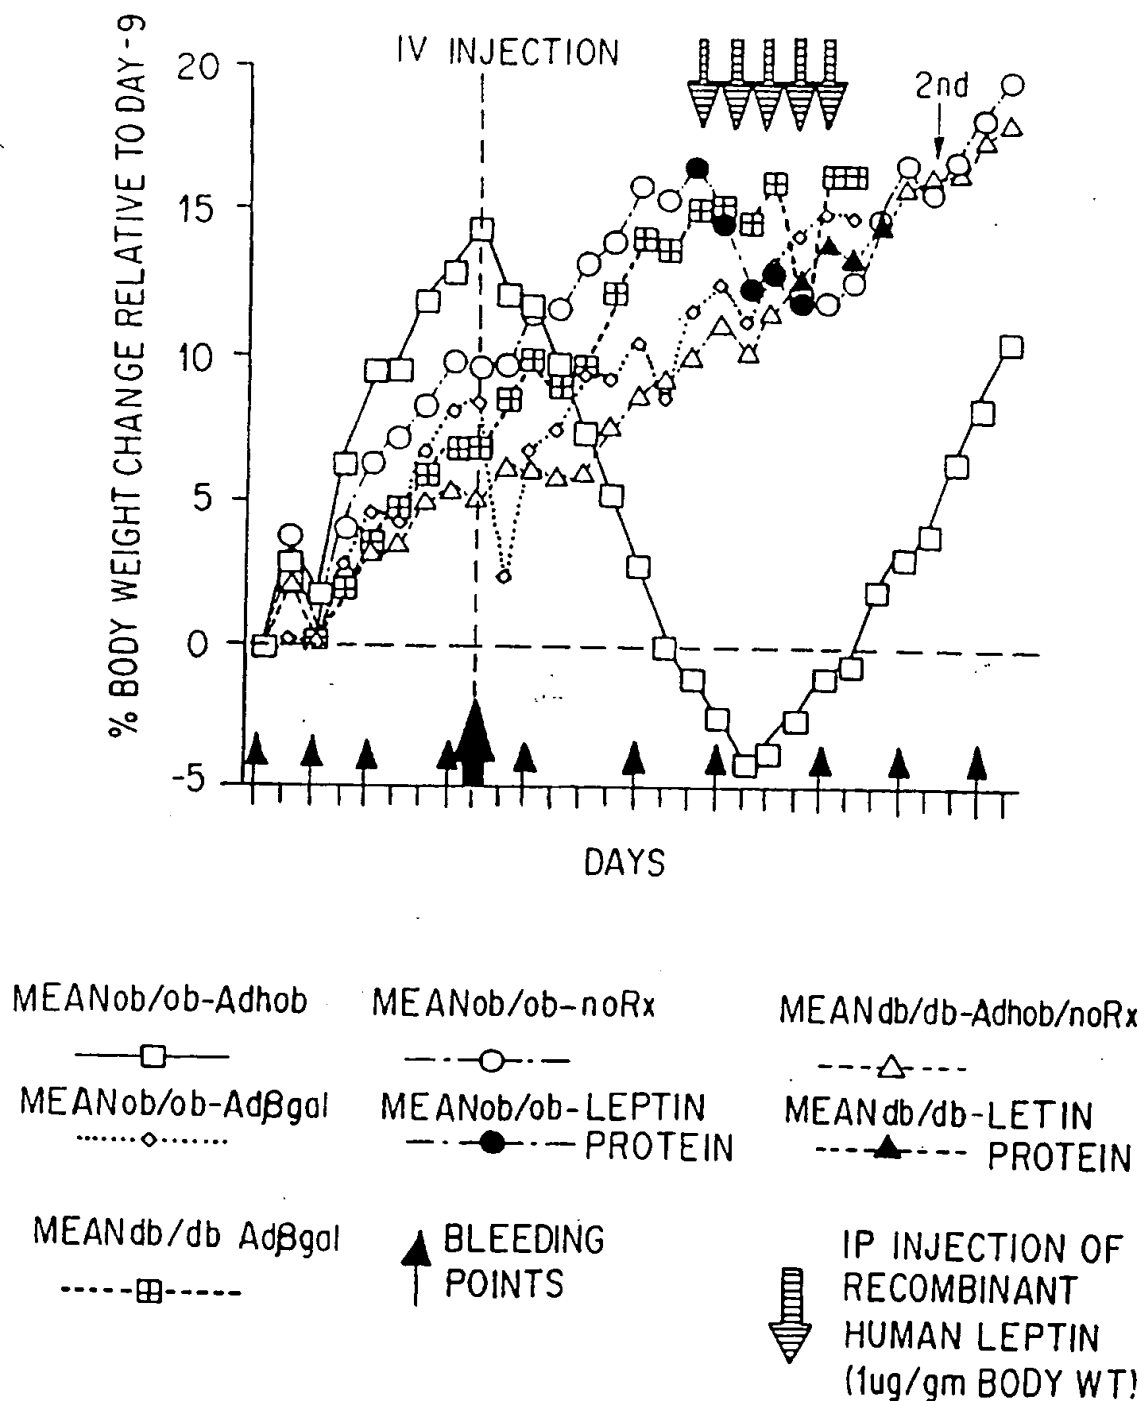 % BODY WEIGHT CHANGE RELATIVE TO DAY-9
IV INJECTION
2nd
20
15
10
5
0
-5
DAYS
MEANob/ob-Adhob
MEANob/ob-noRx
MEANdb/db-Adhob/noRx
MEANob/ob-Adβgal
MEANob/ob-LEPTIN
PROTEIN
MEANdb/db-LETIN
PROTEIN
MEANdb/db Adβgal
BLEEDING
POINTS
IP INJECTION OF
RECOMBINANT
HUMAN LEPTIN
(1ug/gm BODY WT)